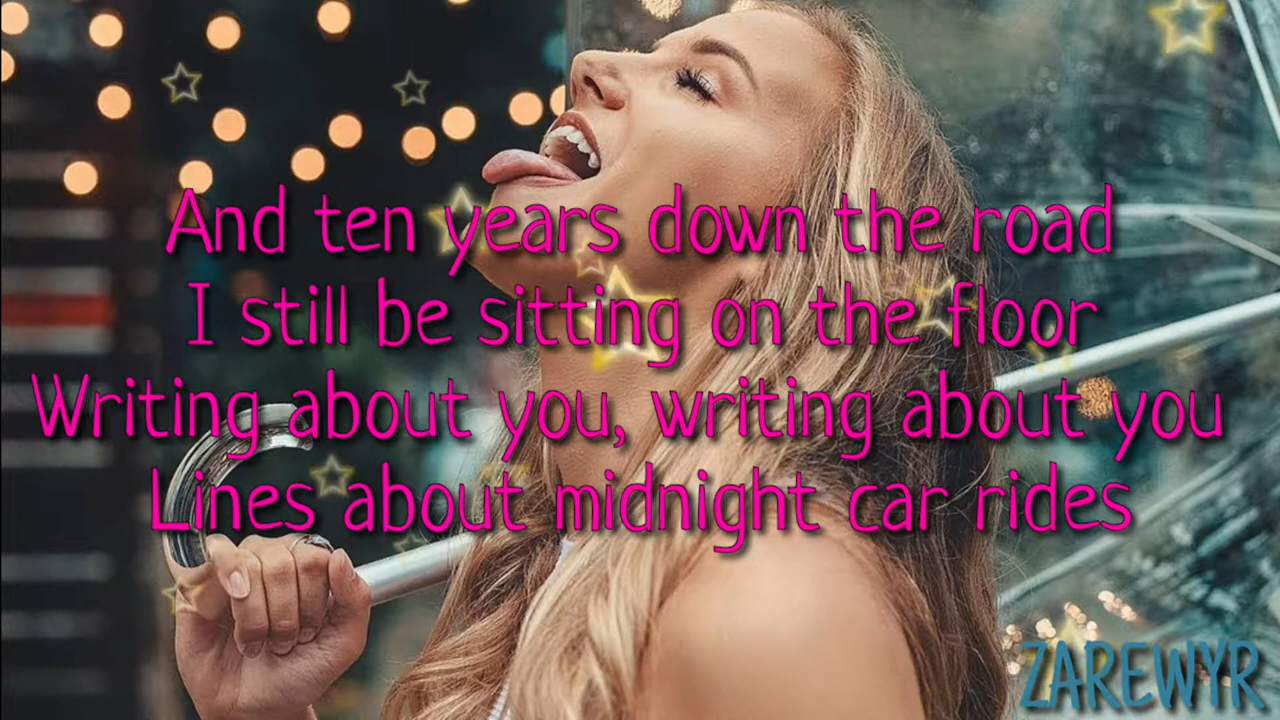 And ten years down the road
I still be sitting on the floor
Writing about you, writing about you
Lines about midnight car rides
ZAREWYR